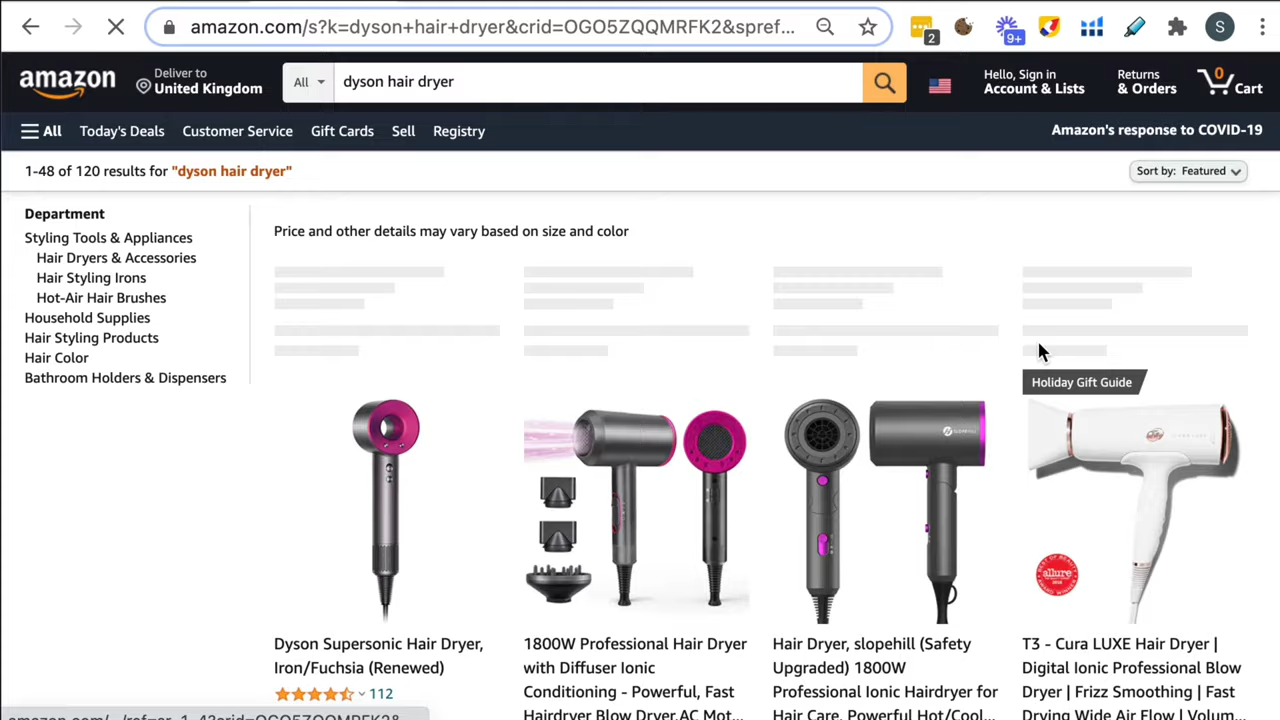 amazon.com/s?k=dyson+hair+dryer&crid=OGO5ZQQMRFK2&spref...
2
9+
S
amazon
Deliver to
United Kingdom
All
dyson hair dryer
Hello, Sign in
Account & Lists
Returns
& Orders
0
Cart
All
Today's Deals
Customer Service
Gift Cards
Sell
Registry
Amazon's response to COVID-19
1-48 of 120 results for "dyson hair dryer"
Sort by: Featured
Department
Styling Tools & Appliances
Hair Dryers & Accessories
Hair Styling Irons
Hot-Air Hair Brushes
Household Supplies
Hair Styling Products
Hair Color
Bathroom Holders & Dispensers
Price and other details may vary based on size and color
Holiday Gift Guide
allure
Dyson Supersonic Hair Dryer,
Iron/Fuchsia (Renewed)
112
1800W Professional Hair Dryer
with Diffuser Ionic
Conditioning - Powerful, Fast
Hairdryer Blow Dryer,AC Mot...
Hair Dryer, slopehill (Safety
Upgraded) 1800W
Professional Ionic Hairdryer for
Hair Care, Powerful Hot/Cool...
T3 - Cura LUXE Hair Dryer |
Digital Ionic Professional Blow
Dryer | Frizz Smoothing | Fast
Drying Wide Air Flow | Volum...